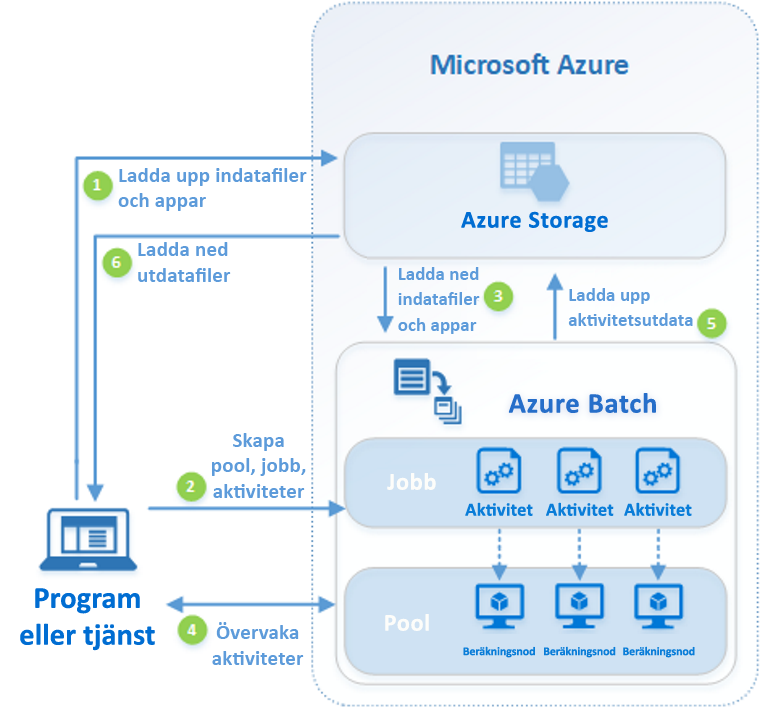 Microsoft Azure
Azure Storage
1
Ladda upp indatafiler
och appar
6
Ladda ned
utdatafiler
Ladda ned
indatafiler
och appar
3
Ladda upp
aktivitetsutdata
5
Azure Batch
Skapa
pool, jobb,
aktiviteter
2
Jobb
Aktivitet Aktivitet Aktivitet
Program
eller tjänst
4
Övervaka
aktiviteter
Pool
Beräkningsnod Beräkningsnod Beräkningsnod